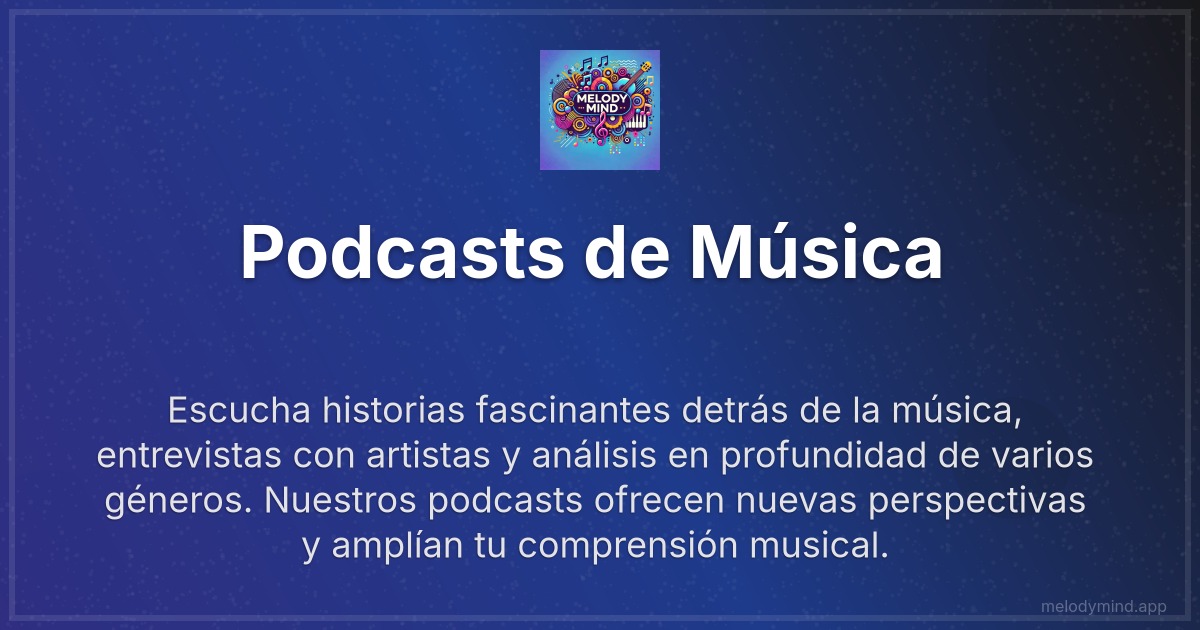 MELODY
MIND
Podcasts de Música
Escucha historias fascinantes detrás de la música,
entrevistas con artistas y análisis en profundidad de varios
géneros. Nuestros podcasts ofrecen nuevas perspectivas
y amplían tu comprensión musical.
melodymind.app